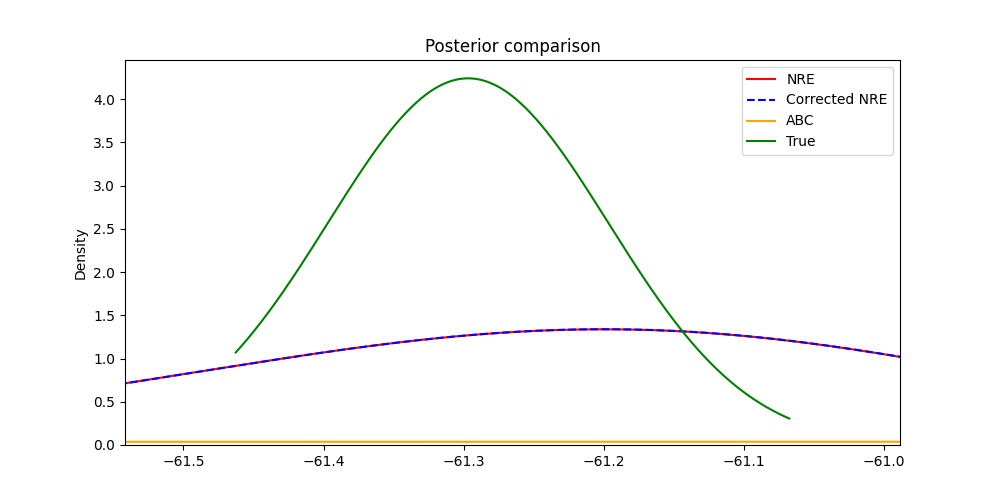 Posterior comparison
NRE
Corrected NRE
ABC
True
Density
4.0
3.5
3.0
2.5
2.0
1.5
1.0
0.5
0.0
−61.5 −61.4 −61.3 −61.2 −61.1 −61.0